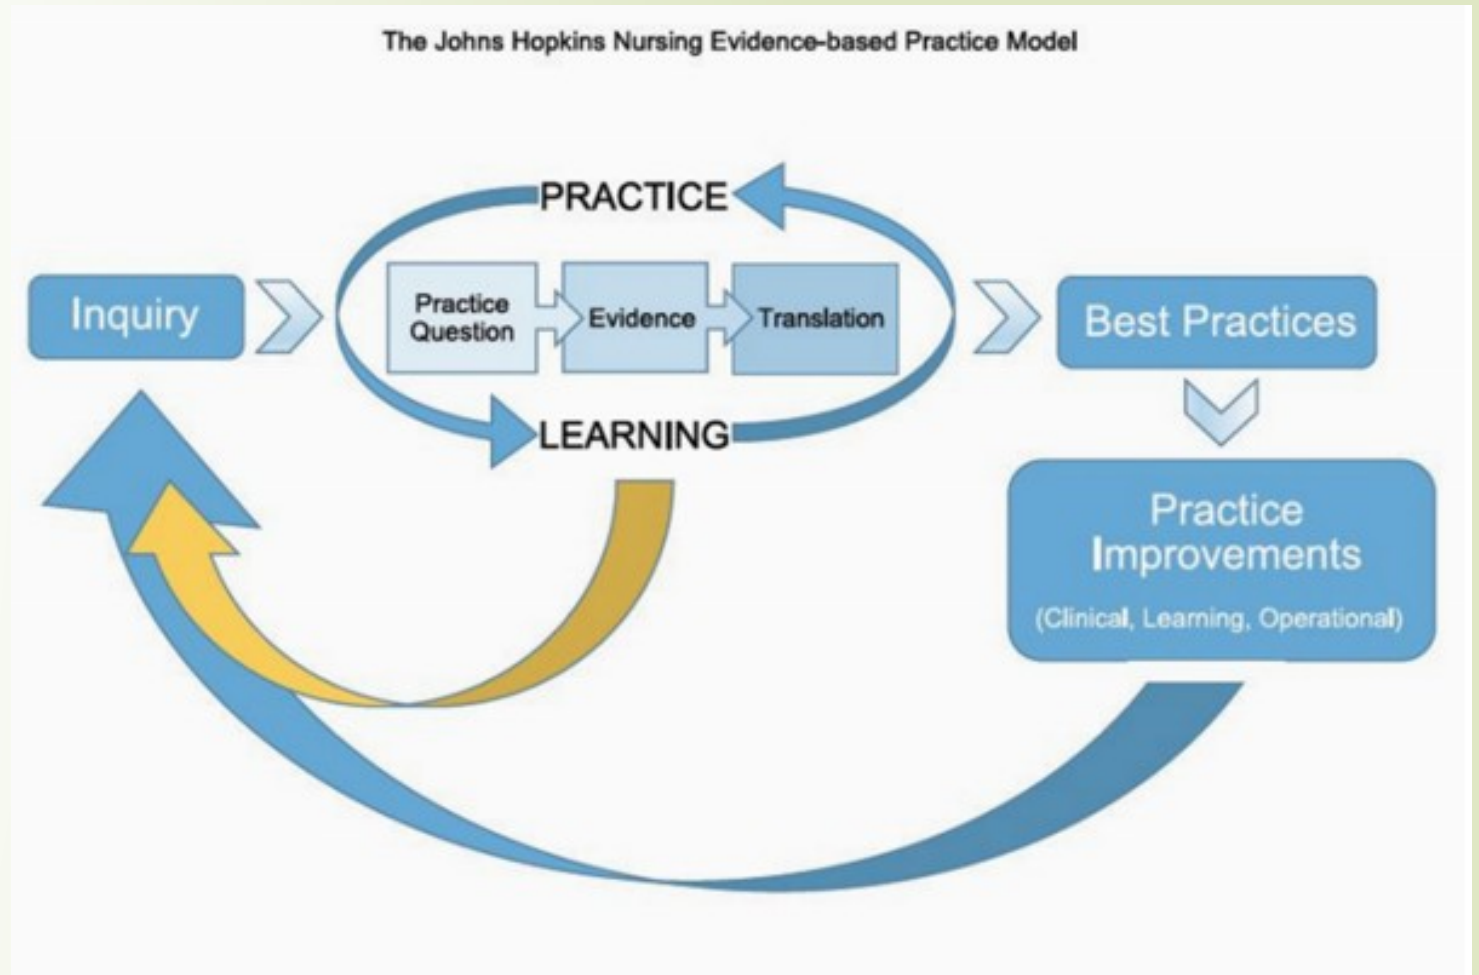 The Johns Hopkins Nursing Evidence-based Practice Model
PRACTICE
Inquiry
Practice
Question
Evidence
Translation
Best Practices
LEARNING
Practice
Improvements
(Clinical, Learning, Operational)